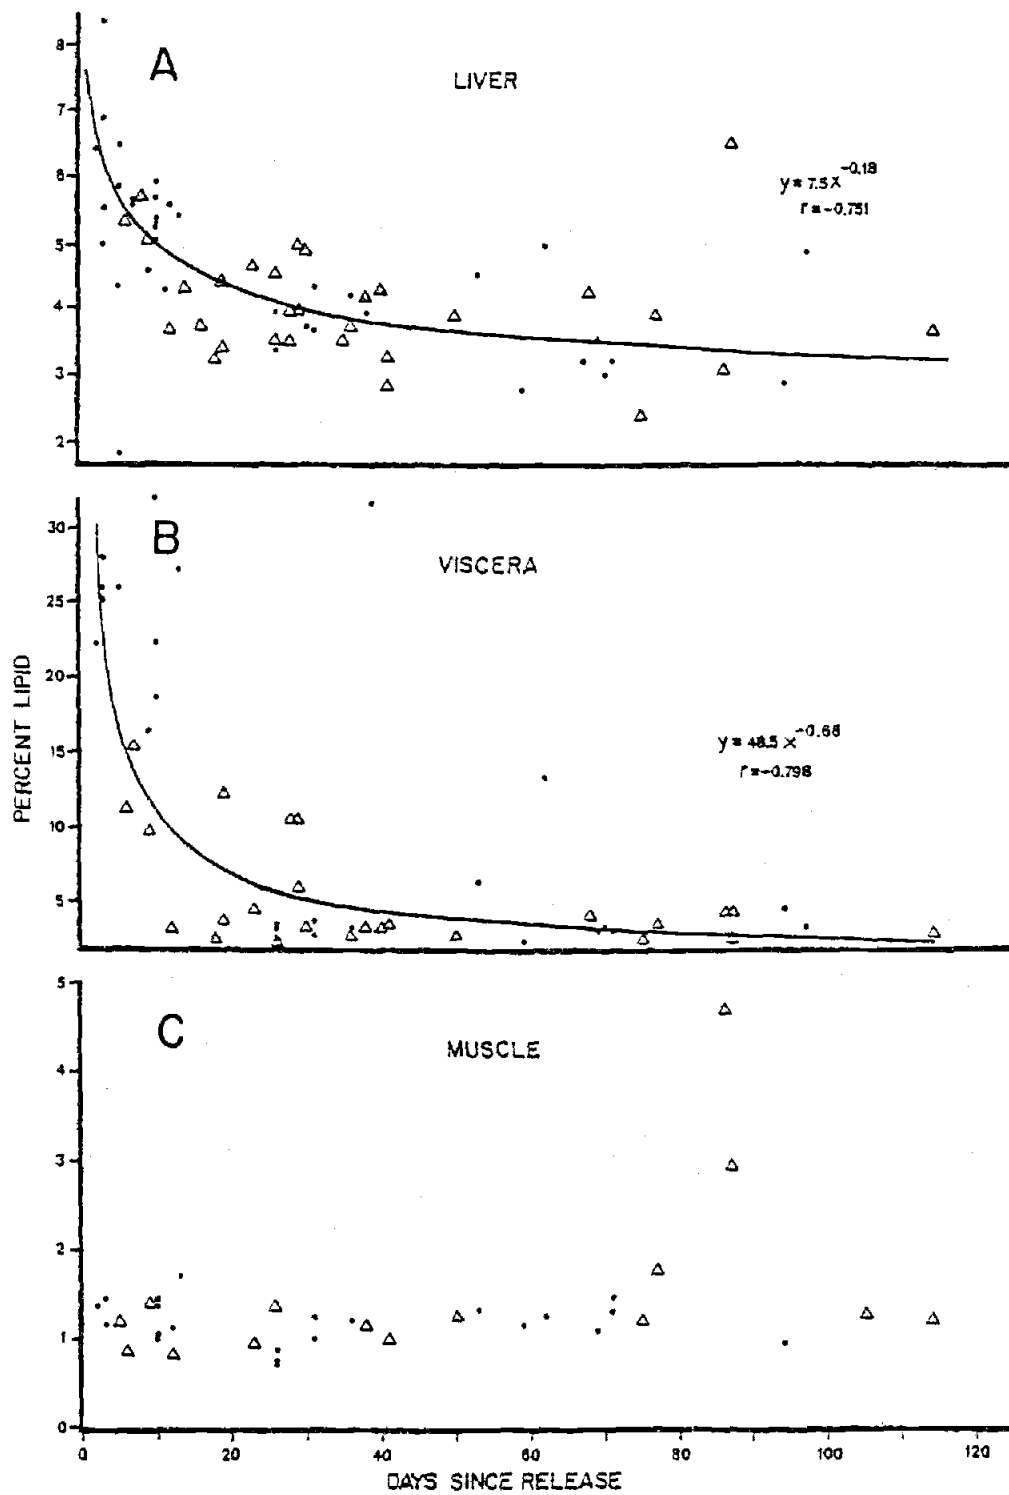 A
LIVER
8
7
6
5
4
3
2
y = 7.5 x^-0.18
r = -0.751
B
VISCERA
30
25
20
15
10
5
y = 48.5 x^-0.68
r = -0.798
PERCENT LIPID
C
MUSCLE
5
4
3
2
1
0
0 20 40 60 80 100 120
DAYS SINCE RELEASE